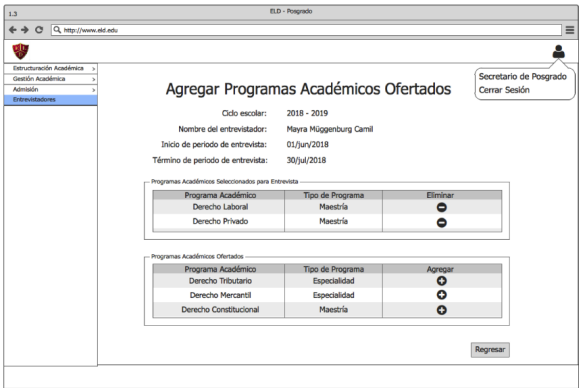 1.3
ELD - Posgrado
http://www.eld.edu
Estructuración Académica >
Gestión Académica >
Admisión >
Entrevistadores
Secretario de Posgrado
Cerrar Sesión
Agregar Programas Académicos Ofertados
Ciclo escolar: 2018 - 2019
Nombre del entrevistador: Mayra Müggenburg Camil
Inicio de periodo de entrevista: 01/jun/2018
Término de periodo de entrevista: 30/jul/2018
Programas Académicos Seleccionados para Entrevista
Programa Académico Tipo de Programa Eliminar
Derecho Laboral Maestría
Derecho Privado Maestría
Programas Académicos Ofertados
Programa Académico Tipo de Programa Agregar
Derecho Tributario Especialidad
Derecho Mercantil Especialidad
Derecho Constitucional Maestría
Regresar